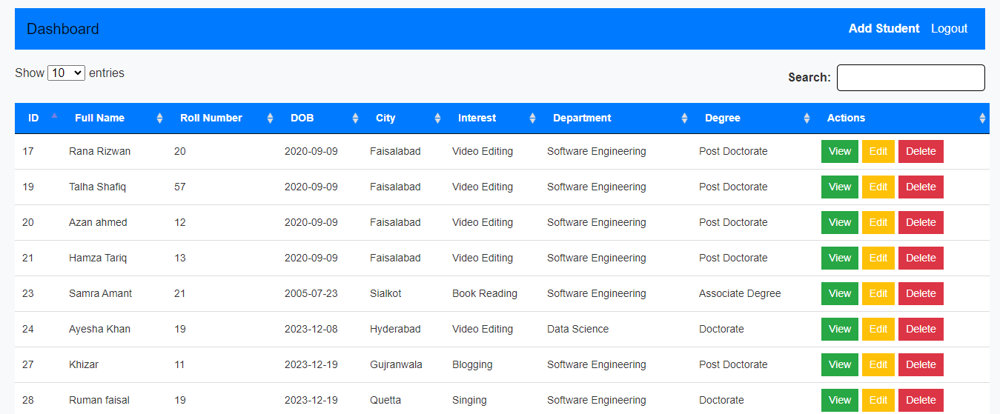 Dashboard Add Student Logout
Show 10 entries Search:
ID Full Name Roll Number DOB City Interest Department Degree Actions
17 Rana Rizwan 20 2020-09-09 Faisalabad Video Editing Software Engineering Post Doctorate View Edit Delete
19 Talha Shafiq 57 2020-09-09 Faisalabad Video Editing Software Engineering Post Doctorate View Edit Delete
20 Azan ahmed 12 2020-09-09 Faisalabad Video Editing Software Engineering Post Doctorate View Edit Delete
21 Hamza Tariq 13 2020-09-09 Faisalabad Video Editing Software Engineering Post Doctorate View Edit Delete
23 Samra Amant 21 2005-07-23 Sialkot Book Reading Software Engineering Associate Degree View Edit Delete
24 Ayesha Khan 19 2023-12-08 Hyderabad Video Editing Data Science Doctorate View Edit Delete
27 Khizar 11 2023-12-19 Gujranwala Blogging Software Engineering Post Doctorate View Edit Delete
28 Ruman faisal 19 2023-12-19 Quetta Singing Software Engineering Doctorate View Edit Delete